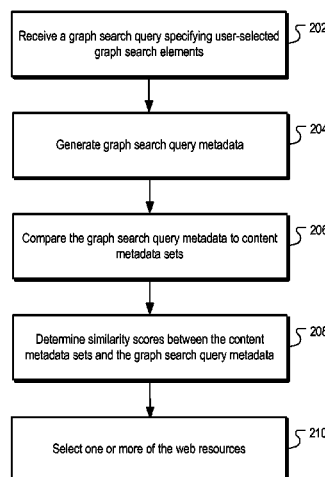 Receive a graph search query specifying user-selected
graph search elements
202
Generate graph search query metadata
204
Compare the graph search query metadata to content
metadata sets
206
Determine similarity scores between the content
metadata sets and the graph search query metadata
208
Select one or more of the web resources
210